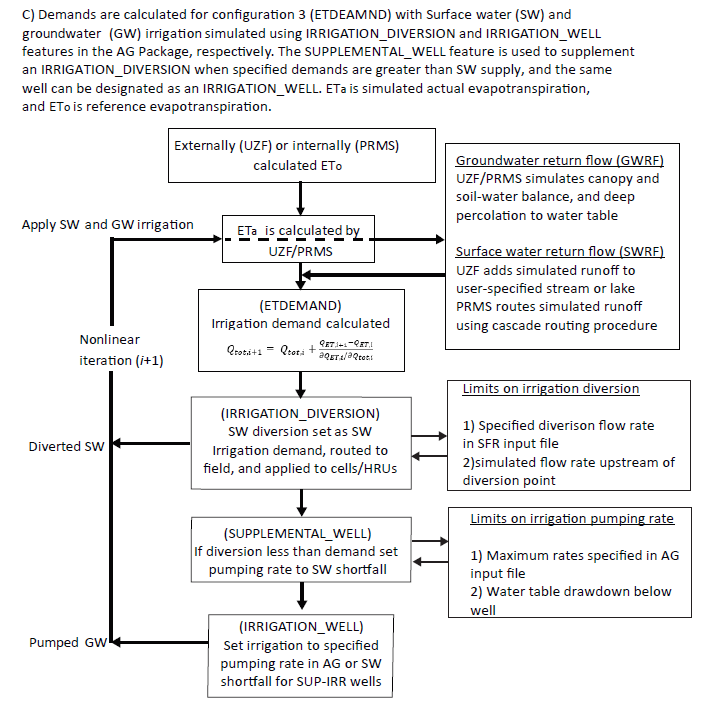 C) Demands are calculated for configuration 3 (ETDEAMND) with Surface water (SW) and
groundwater (GW) irrigation simulated using IRRIGATION_DIVERSION and IRRIGATION_WELL
features in the AG Package, respectively. The SUPPLEMENTAL_WELL feature is used to supplement
an IRRIGATION_DIVERSION when specified demands are greater than SW supply, and the same
well can be designated as an IRRIGATION_WELL. ETa is simulated actual evapotranspiration,
and ETo is reference evapotranspiration.
Externally (UZF) or internally (PRMS)
calculated ETo
Groundwater return flow (GWRF)
UZF/PRMS simulates canopy and
soil-water balance, and deep
percolation to water table
Surface water return flow (SWRF)
UZF adds simulated runoff to
user-specified stream or lake
PRMS routes simulated runoff
using cascade routing procedure
Apply SW and GW irrigation
ETa is calculated by
UZF/PRMS
(ETDEMAND)
Irrigation demand calculated
Qtot,i+1 = Qtot,i + (QET,i+1−QET,i)/(∂QET,i/∂Qtot,i)
Nonlinear
iteration (i+1)
(IRRIGATION_DIVERSION)
SW diversion set as SW
Irrigation demand, routed to
field, and applied to cells/HRUs
Limits on irrigation diversion
1) Specified diverison flow rate
in SFR input file
2)simulated flow rate upstream of
diversion point
Diverted SW
(SUPPLEMENTAL_WELL)
If diversion less than demand set
pumping rate to SW shortfall
Limits on irrigation pumping rate
1) Maximum rates specified in AG
input file
2) Water table drawdown below
well
(IRRIGATION_WELL)
Set irrigation to specified
pumping rate in AG or SW
shortfall for SUP-IRR wells
Pumped GW